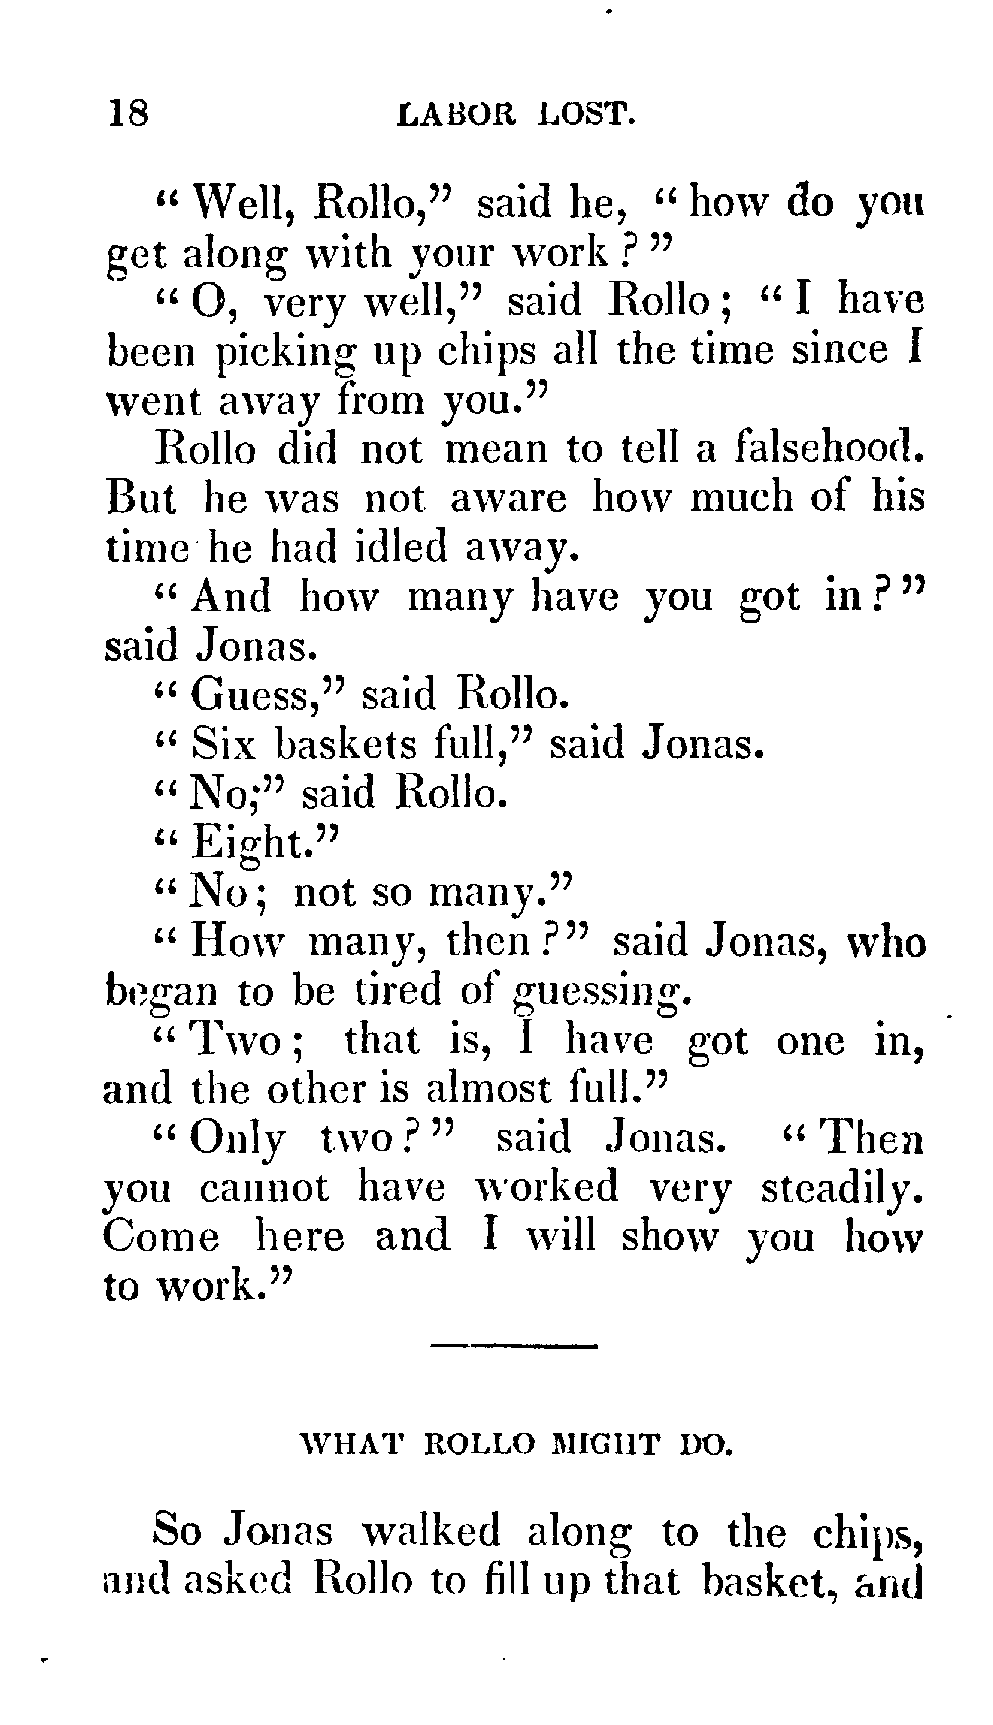 18 LABOR LOST.
“ Well, Rollo,” said he, “ how do you
get along with your work ? ”
“ O, very well,” said Rollo ; “ I have
been picking up chips all the time since I
went away from you.”
Rollo did not mean to tell a falsehood.
But he was not aware how much of his
time he had idled away.
“ And how many have you got in ? ”
said Jonas.
“ Guess,” said Rollo.
“ Six baskets full,” said Jonas.
“ No;” said Rollo.
“ Eight.”
“ No ; not so many.”
“ How many, then ?” said Jonas, who
began to be tired of guessing.
“ Two ; that is, I have got one in,
and the other is almost full.”
“ Only two ? ” said Jonas. “ Then
you cannot have worked very steadily.
Come here and I will show you how
to work.”
WHAT ROLLO MIGHT DO.
So Jonas walked along to the chips,
and asked Rollo to fill up that basket, and